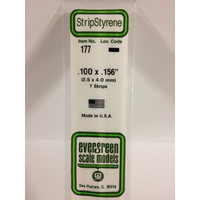 StripStyrene
Item No. Loc. Code
177
.100 x .156"
(2.5 x 4.0 mm)
7 Strips
Made in U.S.A.
evergreen
scale models
Des Plaines, IL 60018